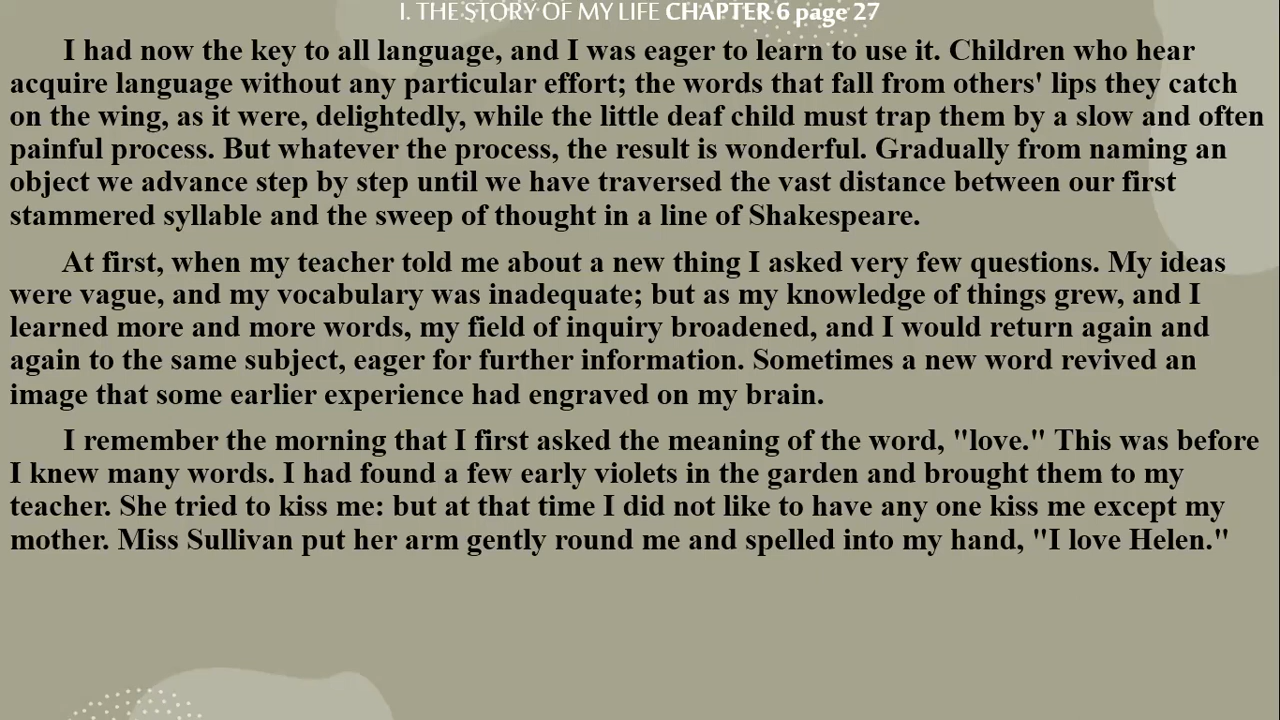 I. THE STORY OF MY LIFE CHAPTER 6 page 27
I had now the key to all language, and I was eager to learn to use it. Children who hear
acquire language without any particular effort; the words that fall from others' lips they catch
on the wing, as it were, delightedly, while the little deaf child must trap them by a slow and often
painful process. But whatever the process, the result is wonderful. Gradually from naming an
object we advance step by step until we have traversed the vast distance between our first
stammered syllable and the sweep of thought in a line of Shakespeare.
At first, when my teacher told me about a new thing I asked very few questions. My ideas
were vague, and my vocabulary was inadequate; but as my knowledge of things grew, and I
learned more and more words, my field of inquiry broadened, and I would return again and
again to the same subject, eager for further information. Sometimes a new word revived an
image that some earlier experience had engraved on my brain.
I remember the morning that I first asked the meaning of the word, "love." This was before
I knew many words. I had found a few early violets in the garden and brought them to my
teacher. She tried to kiss me: but at that time I did not like to have any one kiss me except my
mother. Miss Sullivan put her arm gently round me and spelled into my hand, "I love Helen."